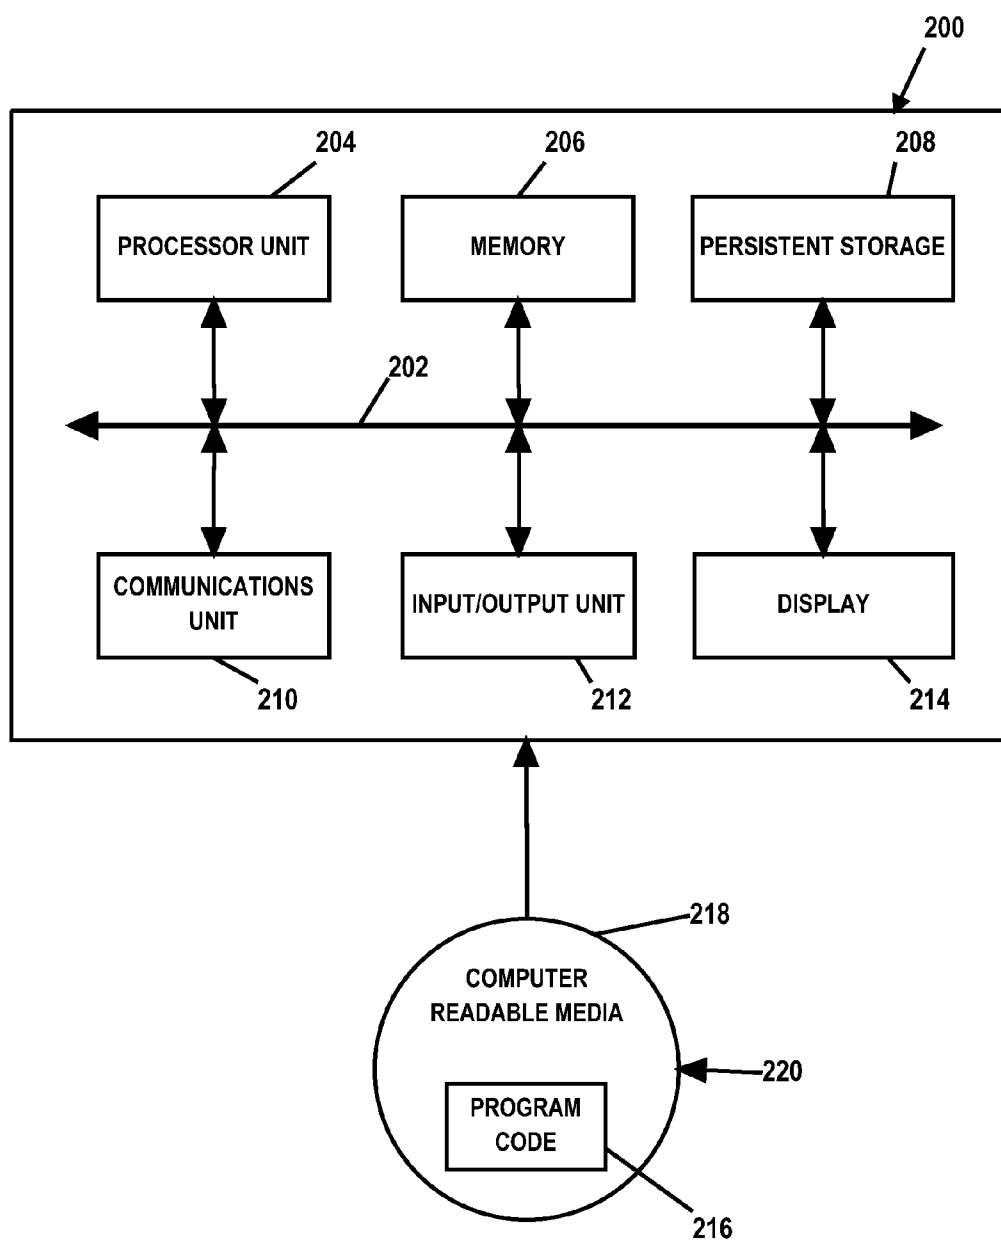 200
204
206
208
PROCESSOR UNIT
MEMORY
PERSISTENT STORAGE
202
COMMUNICATIONS
UNIT
INPUT/OUTPUT UNIT
DISPLAY
210
212
214
218
COMPUTER
READABLE MEDIA
220
PROGRAM
CODE
216